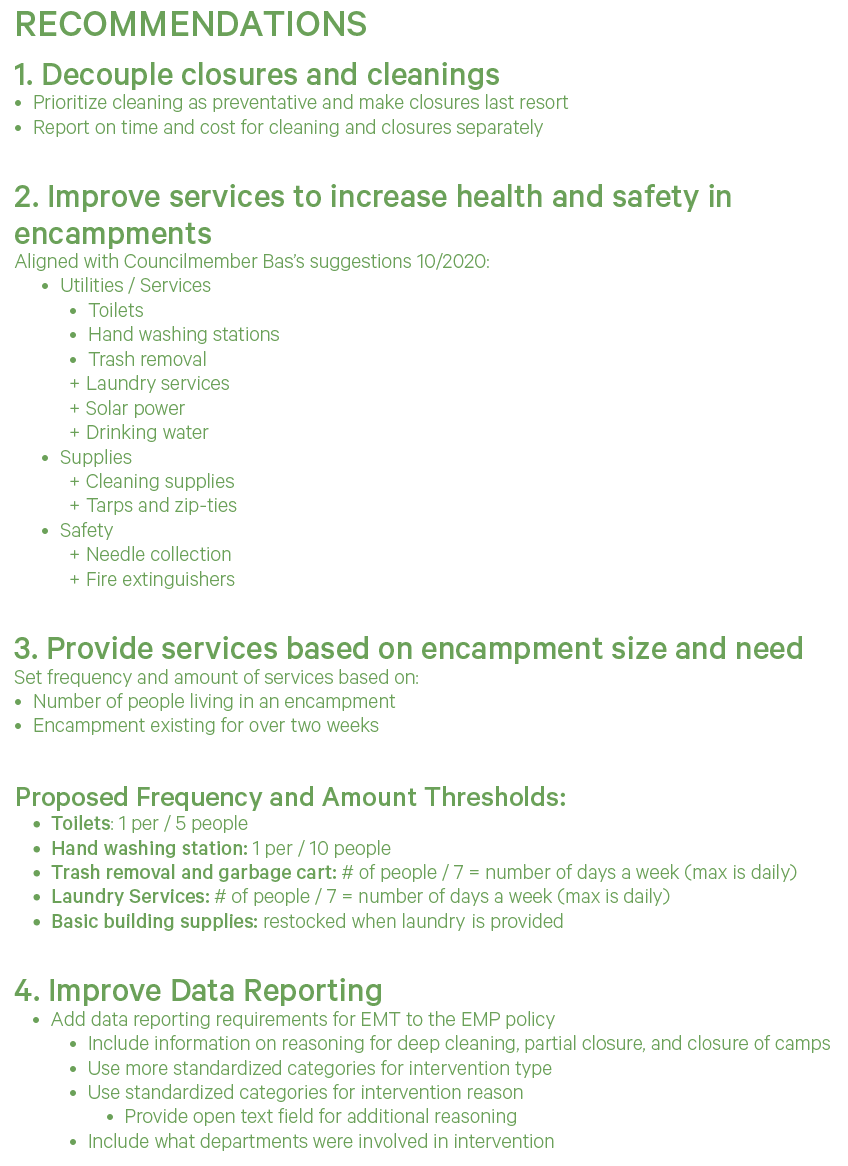 RECOMMENDATIONS
1. Decouple closures and cleanings
• Prioritize cleaning as preventative and make closures last resort
• Report on time and cost for cleaning and closures separately
2. Improve services to increase health and safety in
encampments
Aligned with Councilmember Bas’s suggestions 10/2020:
• Utilities / Services
• Toilets
• Hand washing stations
• Trash removal
+ Laundry services
+ Solar power
+ Drinking water
• Supplies
+ Cleaning supplies
+ Tarps and zip-ties
• Safety
+ Needle collection
+ Fire extinguishers
3. Provide services based on encampment size and need
Set frequency and amount of services based on:
• Number of people living in an encampment
• Encampment existing for over two weeks
Proposed Frequency and Amount Thresholds:
• Toilets: 1 per / 5 people
• Hand washing station: 1 per / 10 people
• Trash removal and garbage cart: # of people / 7 = number of days a week (max is daily)
• Laundry Services: # of people / 7 = number of days a week (max is daily)
• Basic building supplies: restocked when laundry is provided
4. Improve Data Reporting
• Add data reporting requirements for EMT to the EMP policy
• Include information on reasoning for deep cleaning, partial closure, and closure of camps
• Use more standardized categories for intervention type
• Use standardized categories for intervention reason
• Provide open text field for additional reasoning
• Include what departments were involved in intervention